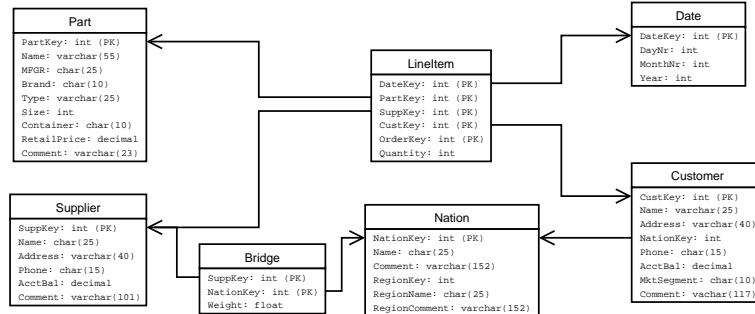 Part
PartKey: int (PK)
Name: varchar(55)
MFGR: char(25)
Brand: char(10)
Type: varchar(25)
Size: int
Container: char(10)
RetailPrice: decimal
Comment: varchar(23)
LineItem
DateKey: int (PK)
PartKey: int (PK)
SuppKey: int (PK)
CustKey: int (PK)
OrderKey: int (PK)
Quantity: int
Date
DateKey: int (PK)
DayNr: int
MonthNr: int
Year: int
Supplier
SuppKey: int (PK)
Name: char(25)
Address: varchar(40)
Phone: char(15)
AcctBal: decimal
Comment: varchar(101)
Bridge
SuppKey: int (PK)
NationKey: int (PK)
Weight: float
Nation
NationKey: int (PK)
Name: char(25)
Comment: varchar(152)
RegionKey: int
RegionName: char(25)
RegionComment: varchar(152)
Customer
CustKey: int (PK)
Name: varchar(25)
Address: varchar(40)
NationKey: int
Phone: char(15)
AcctBal: decimal
MktSegment: char(10)
Comment: vachar(117)